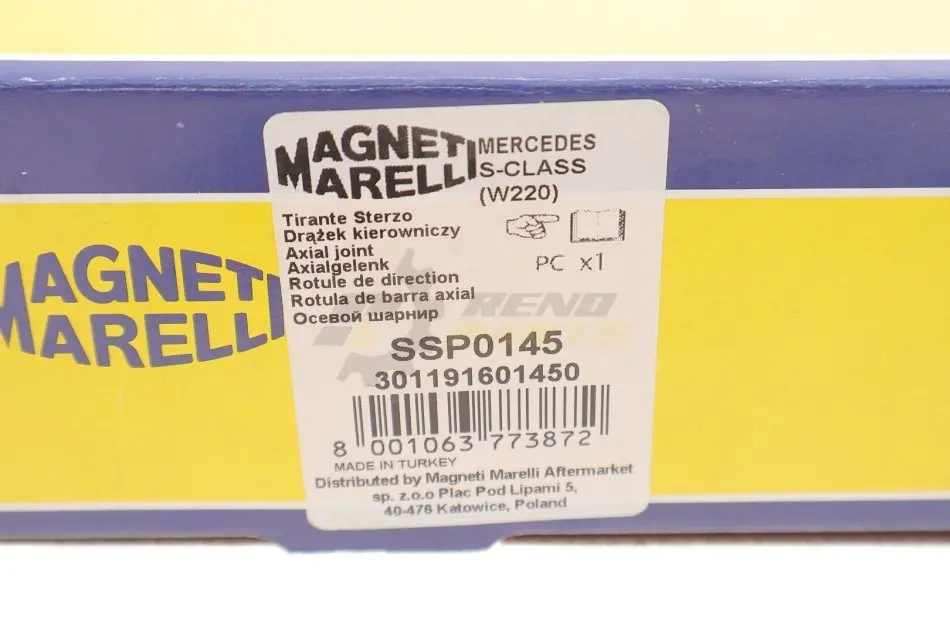 MAGNETI
MARELLI
MERCEDES
S-CLASS
(W220)
Tirante Sterzo
Drążek kierowniczy
Axial joint
Axialgelenk
Rotule de direction
Rotula de barra axial
Осевой шарнир
PC x1
RENO
PARTS
SSP0145
301191601450
8 001063 773872
MADE IN TURKEY
Distributed by Magneti Marelli Aftermarket
sp. z.o.o Plac Pod Lipami 5,
40-476 Katowice, Poland
MAGNETI
MARELLI